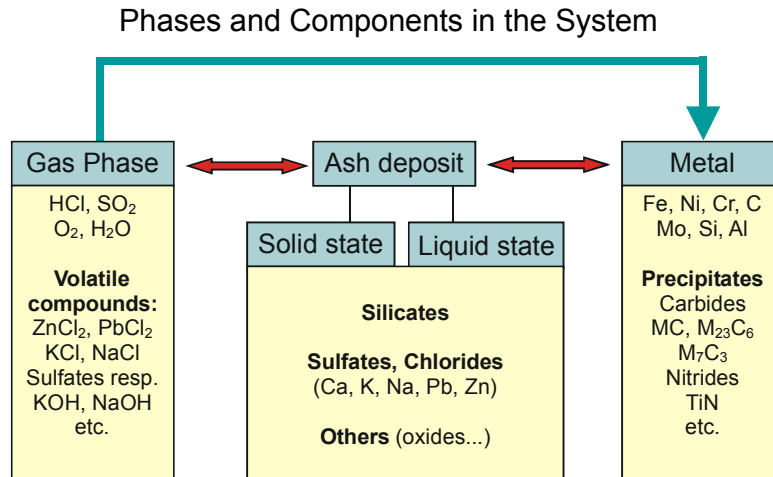 Phases and Components in the System
Gas Phase
HCl, SO₂
O₂, H₂O
Volatile
compounds:
ZnCl₂, PbCl₂
KCl, NaCl
Sulfates resp.
KOH, NaOH
etc.
Ash deposit
Solid state
Liquid state
Silicates
Sulfates, Chlorides
(Ca, K, Na, Pb, Zn)
Others (oxides...)
Metal
Fe, Ni, Cr, C
Mo, Si, Al
Precipitates
Carbides
MC, M₂₃C₆
M₇C₃
Nitrides
TiN
etc.